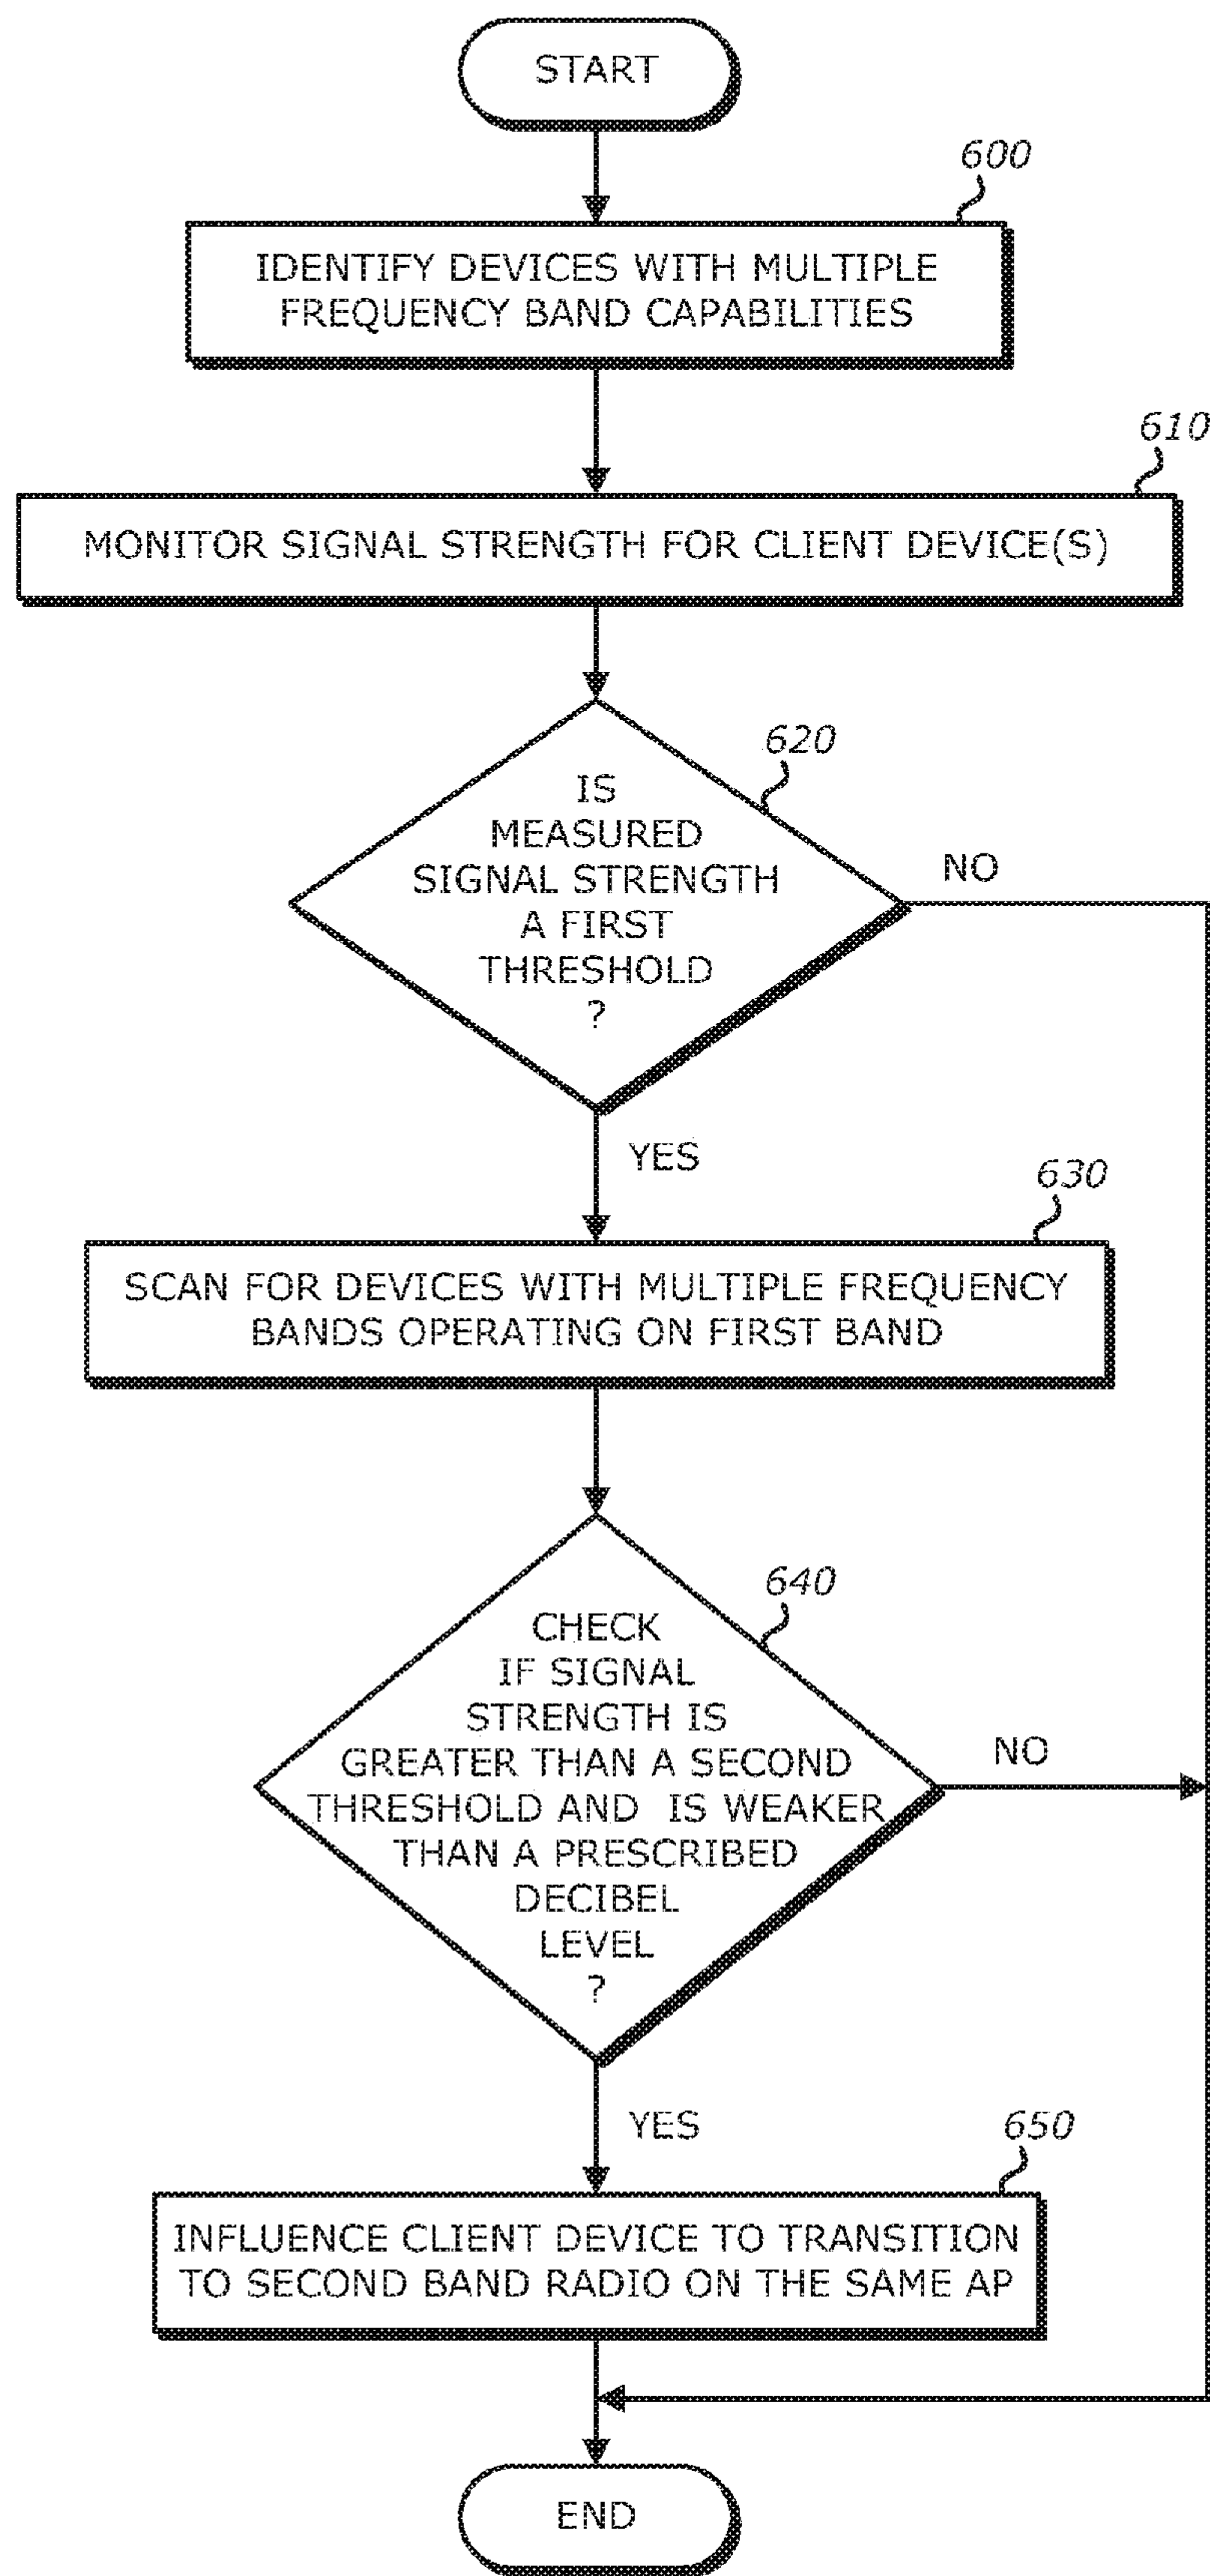 START
600
IDENTIFY DEVICES WITH MULTIPLE
FREQUENCY BAND CAPABILITIES
610
MONITOR SIGNAL STRENGTH FOR CLIENT DEVICE(S)
620
IS
MEASURED
SIGNAL STRENGTH
A FIRST
THRESHOLD
?
NO
YES
630
SCAN FOR DEVICES WITH MULTIPLE FREQUENCY
BANDS OPERATING ON FIRST BAND
640
CHECK
IF SIGNAL
STRENGTH IS
GREATER THAN A SECOND
THRESHOLD AND IS WEAKER
THAN A PRESCRIBED
DECIBEL
LEVEL
?
NO
YES
650
INFLUENCE CLIENT DEVICE TO TRANSITION
TO SECOND BAND RADIO ON THE SAME AP
END